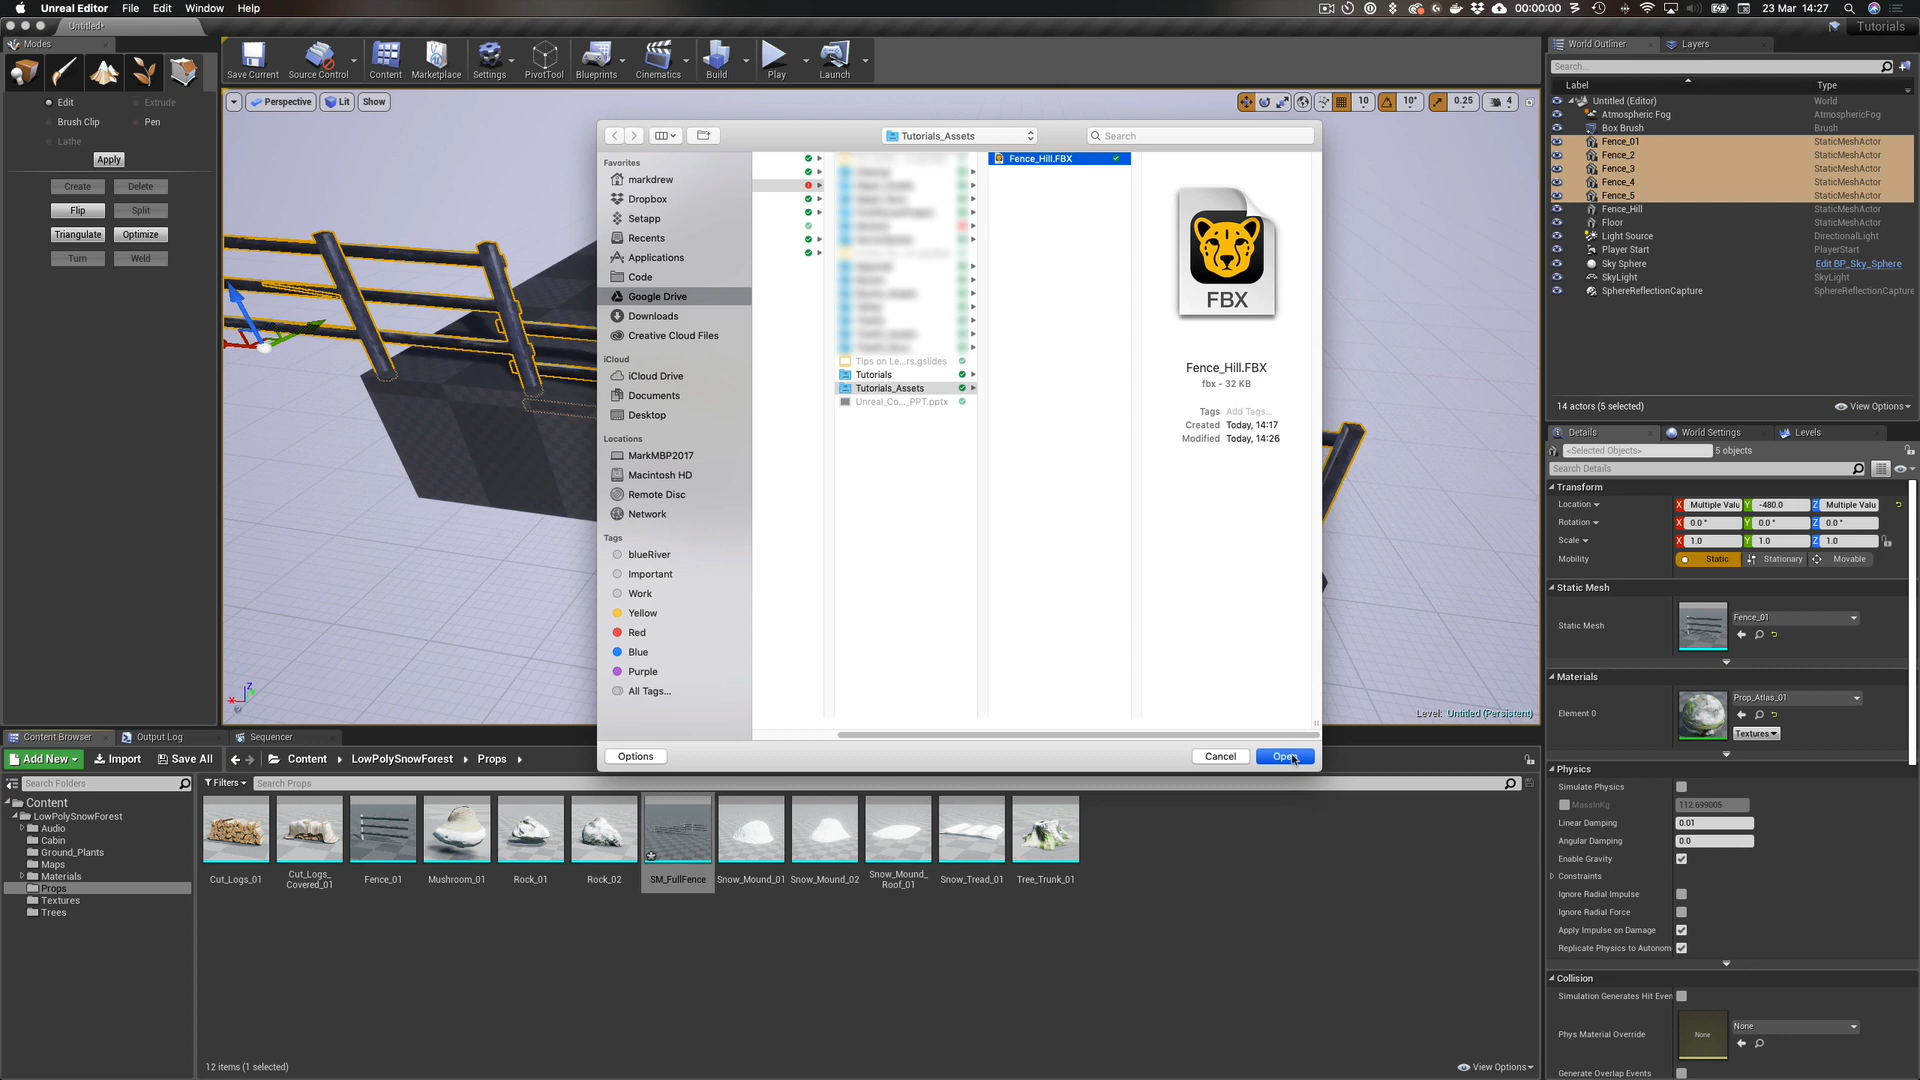 Unreal Editor File Edit Window Help
00:00:00 23 Mar 14:27
Untitled•
Tutorials
Modes
Edit Extrude
Brush Clip Pen
Lathe
Apply
Create Delete
Flip Split
Triangulate Optimize
Turn Weld
Save Current Source Control Content Marketplace Settings PivotTool Blueprints Cinematics Build Play Launch
Perspective Lit Show
10 10° 0.25 4
Tutorials_Assets
Search
Favorites
markdrew
Dropbox
Setapp
Recents
Applications
Code
Google Drive
Downloads
Creative Cloud Files
iCloud
iCloud Drive
Documents
Desktop
Locations
MarkMBP2017
Macintosh HD
Remote Disc
Network
Tags
blueRiver
Important
Work
Yellow
Red
Blue
Purple
All Tags...
Tips on Le...rs.gslides
Tutorials
Tutorials_Assets
Unreal_Co..._PPT.pptx
Fence_Hill.FBX
FBX
Fence_Hill.FBX
fbx - 32 KB
Tags Add Tags...
Created Today, 14:17
Modified Today, 14:26
Options
Cancel
Open
Level: Untitled (Persistent)
World Outliner Layers
Search...
Label Type
Untitled (Editor) World
Atmospheric Fog AtmosphericFog
Box Brush Brush
Fence_01 StaticMeshActor
Fence_2 StaticMeshActor
Fence_3 StaticMeshActor
Fence_4 StaticMeshActor
Fence_5 StaticMeshActor
Fence_Hill StaticMeshActor
Floor StaticMeshActor
Light Source DirectionalLight
Player Start PlayerStart
Sky Sphere Edit BP_Sky_Sphere
SkyLight SkyLight
SphereReflectionCapture SphereReflectionCapture
14 actors (5 selected) View Options
Details World Settings Levels
<Selected Objects> 5 objects
Search Details
Transform
Location X Multiple Valu Y -480.0 Z Multiple Valu
Rotation X 0.0 ° Y 0.0 ° Z 0.0 °
Scale X 1.0 Y 1.0 Z 1.0
Mobility Static Stationary Movable
Static Mesh
Static Mesh Fence_01
Materials
Element 0 Prop_Atlas_01
Textures
Physics
Simulate Physics
MassInKg 112.699005
Linear Damping 0.01
Angular Damping 0.0
Enable Gravity
Constraints
Ignore Radial Impulse
Ignore Radial Force
Apply Impulse on Damage
Replicate Physics to Autonom
Collision
Simulation Generates Hit Even
Phys Material Override None None
Generate Overlap Events
Content Browser Output Log Sequencer
Add New Import Save All Content LowPolySnowForest Props
Search Folders
Filters Search Props
Content
LowPolySnowForest
Audio
Cabin
Ground_Plants
Maps
Materials
Props
Textures
Trees
Cut_Logs_01
Cut_Logs_
Covered_01
Fence_01
Mushroom_01
Rock_01
Rock_02
SM_FullFence
Snow_Mound_01
Snow_Mound_02
Snow_Mound_
Roof_01
Snow_Tread_01
Tree_Trunk_01
12 items (1 selected)
View Options